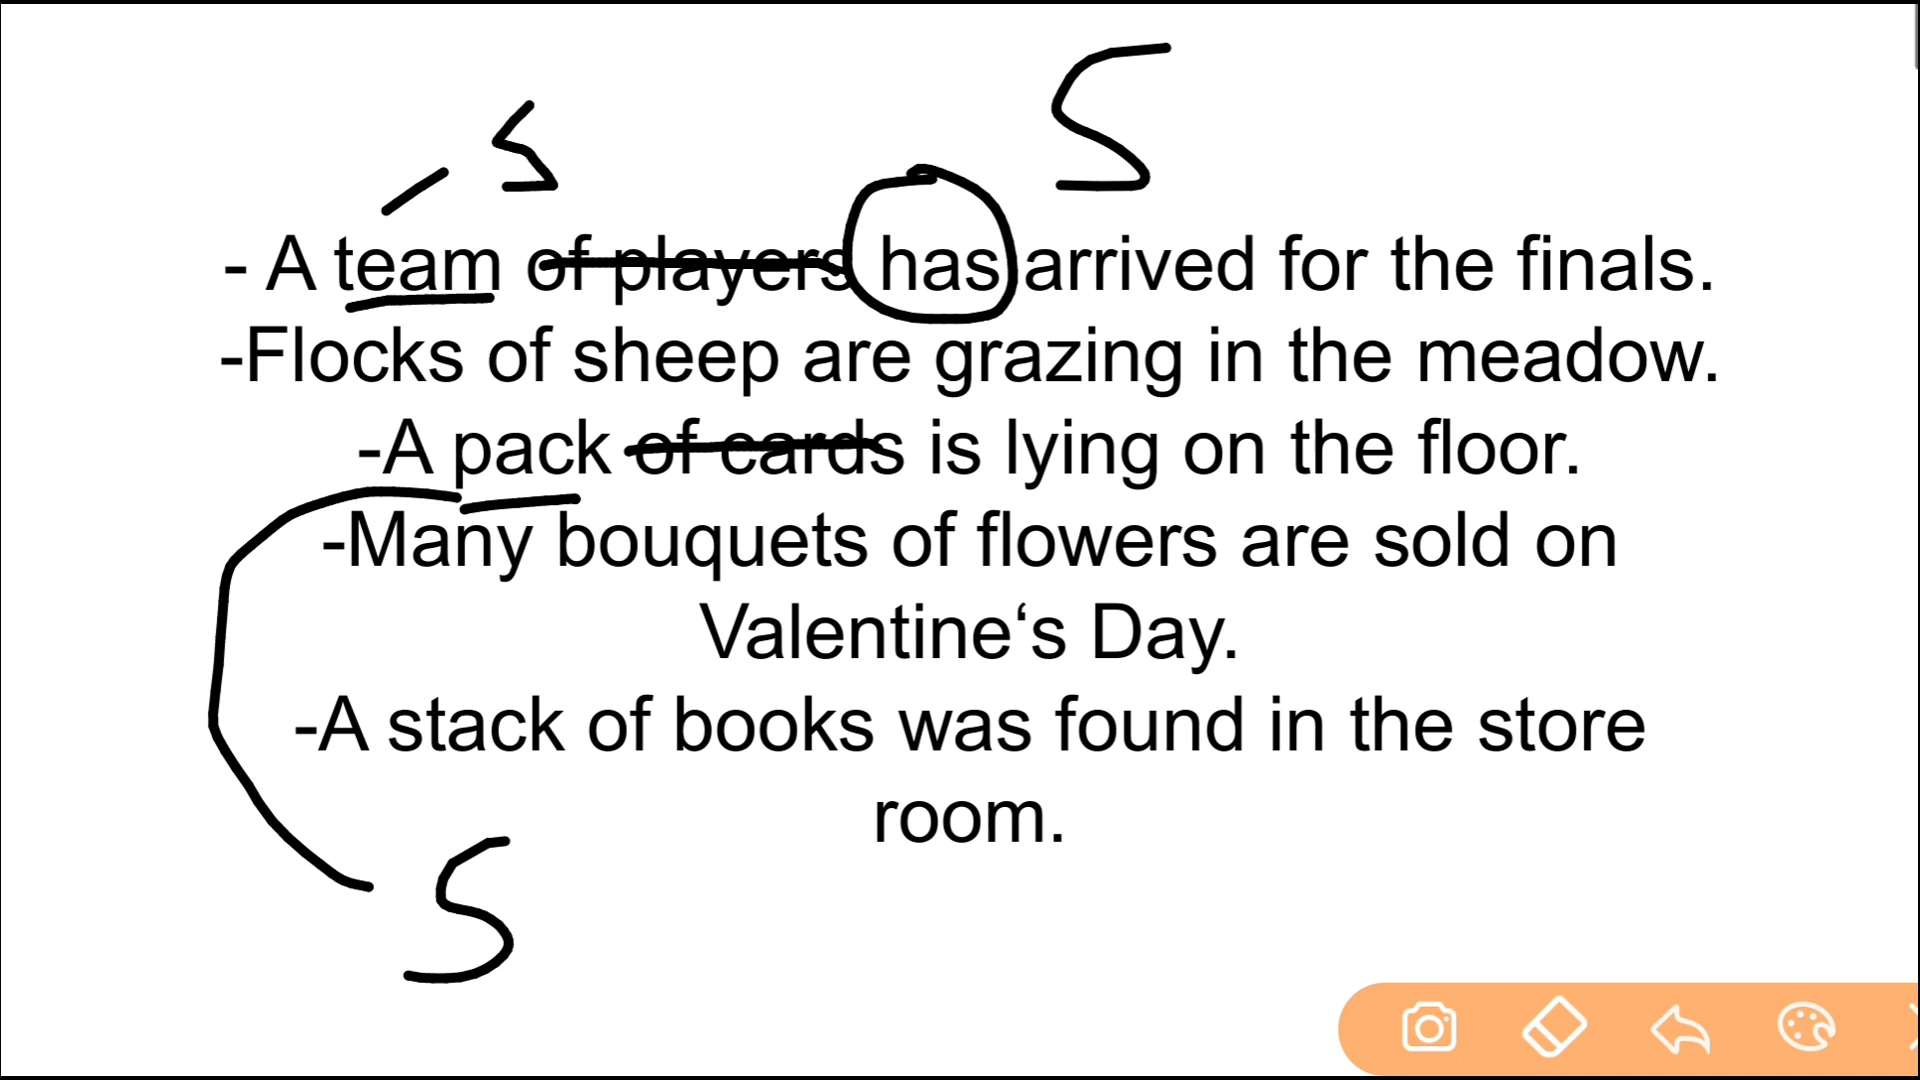 S
S
- A team of players has arrived for the finals.
-Flocks of sheep are grazing in the meadow.
-A pack of cards is lying on the floor.
-Many bouquets of flowers are sold on
Valentine‘s Day.
-A stack of books was found in the store
room.
S